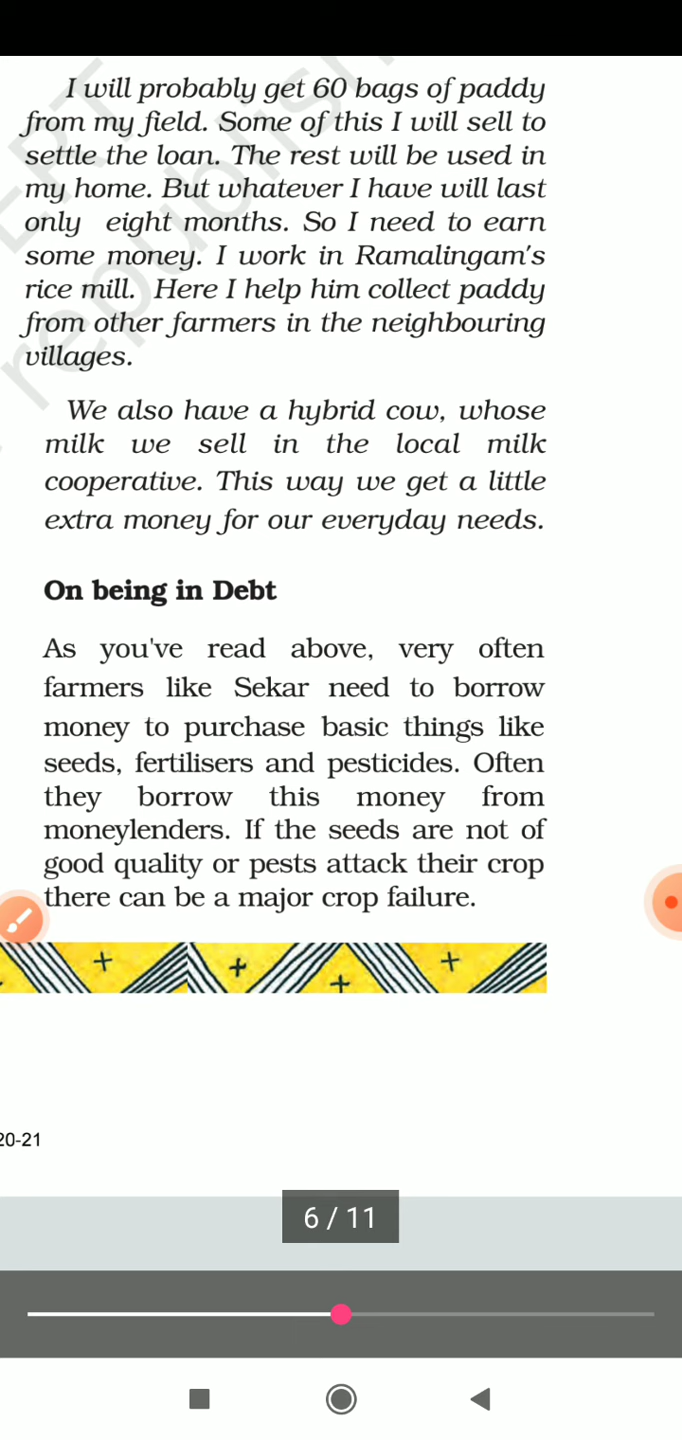 I will probably get 60 bags of paddy
from my field. Some of this I will sell to
settle the loan. The rest will be used in
my home. But whatever I have will last
only eight months. So I need to earn
some money. I work in Ramalingam's
rice mill. Here I help him collect paddy
from other farmers in the neighbouring
villages.
We also have a hybrid cow, whose
milk we sell in the local milk
cooperative. This way we get a little
extra money for our everyday needs.
On being in Debt
As you've read above, very often
farmers like Sekar need to borrow
money to purchase basic things like
seeds, fertilisers and pesticides. Often
they borrow this money from
moneylenders. If the seeds are not of
good quality or pests attack their crop
there can be a major crop failure.
20-21
6 / 11